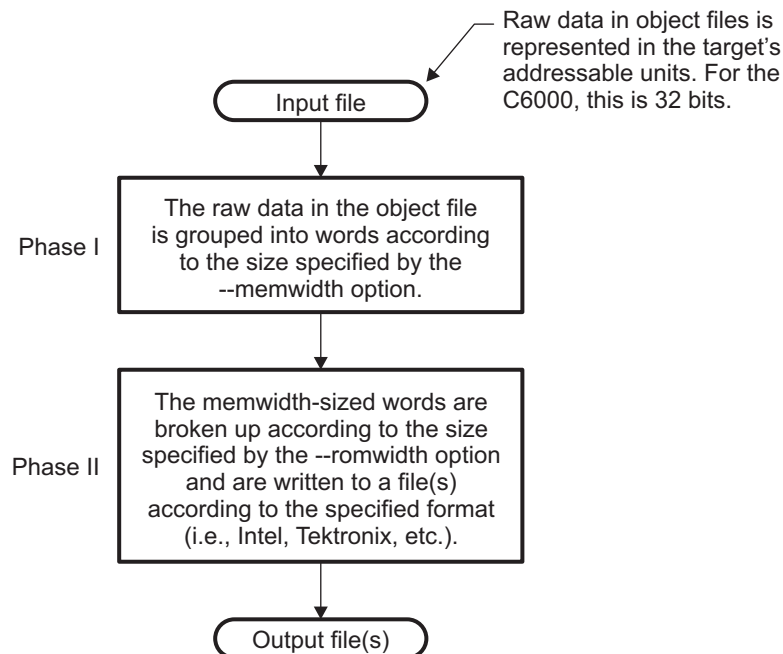 Raw data in object files is
represented in the target’s
addressable units. For the
C6000, this is 32 bits.
Input file
Phase I
The raw data in the object file
is grouped into words according
to the size specified by the
--memwidth option.
Phase II
The memwidth-sized words are
broken up according to the size
specified by the --romwidth option
and are written to a file(s)
according to the specified format
(i.e., Intel, Tektronix, etc.).
Output file(s)